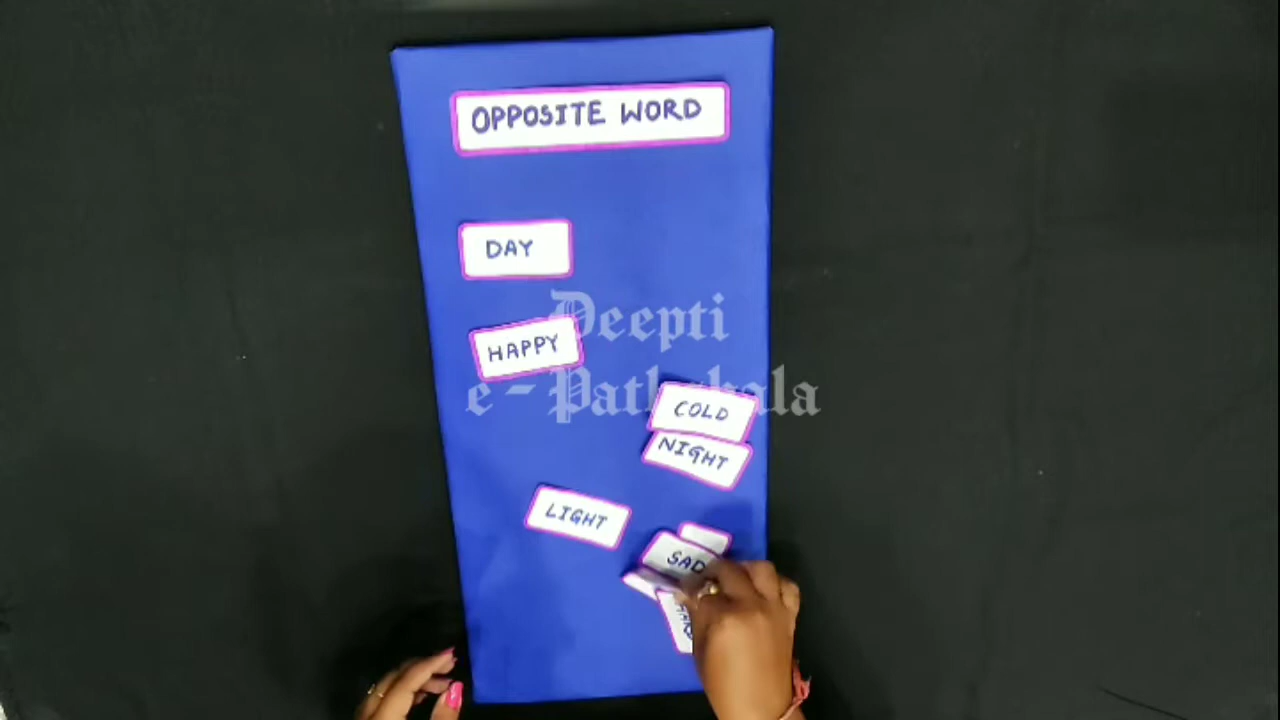 OPPOSITE WORD
DAY
HAPPY
Deepti
e-Pathshala
COLD
NIGHT
LIGHT
SAD